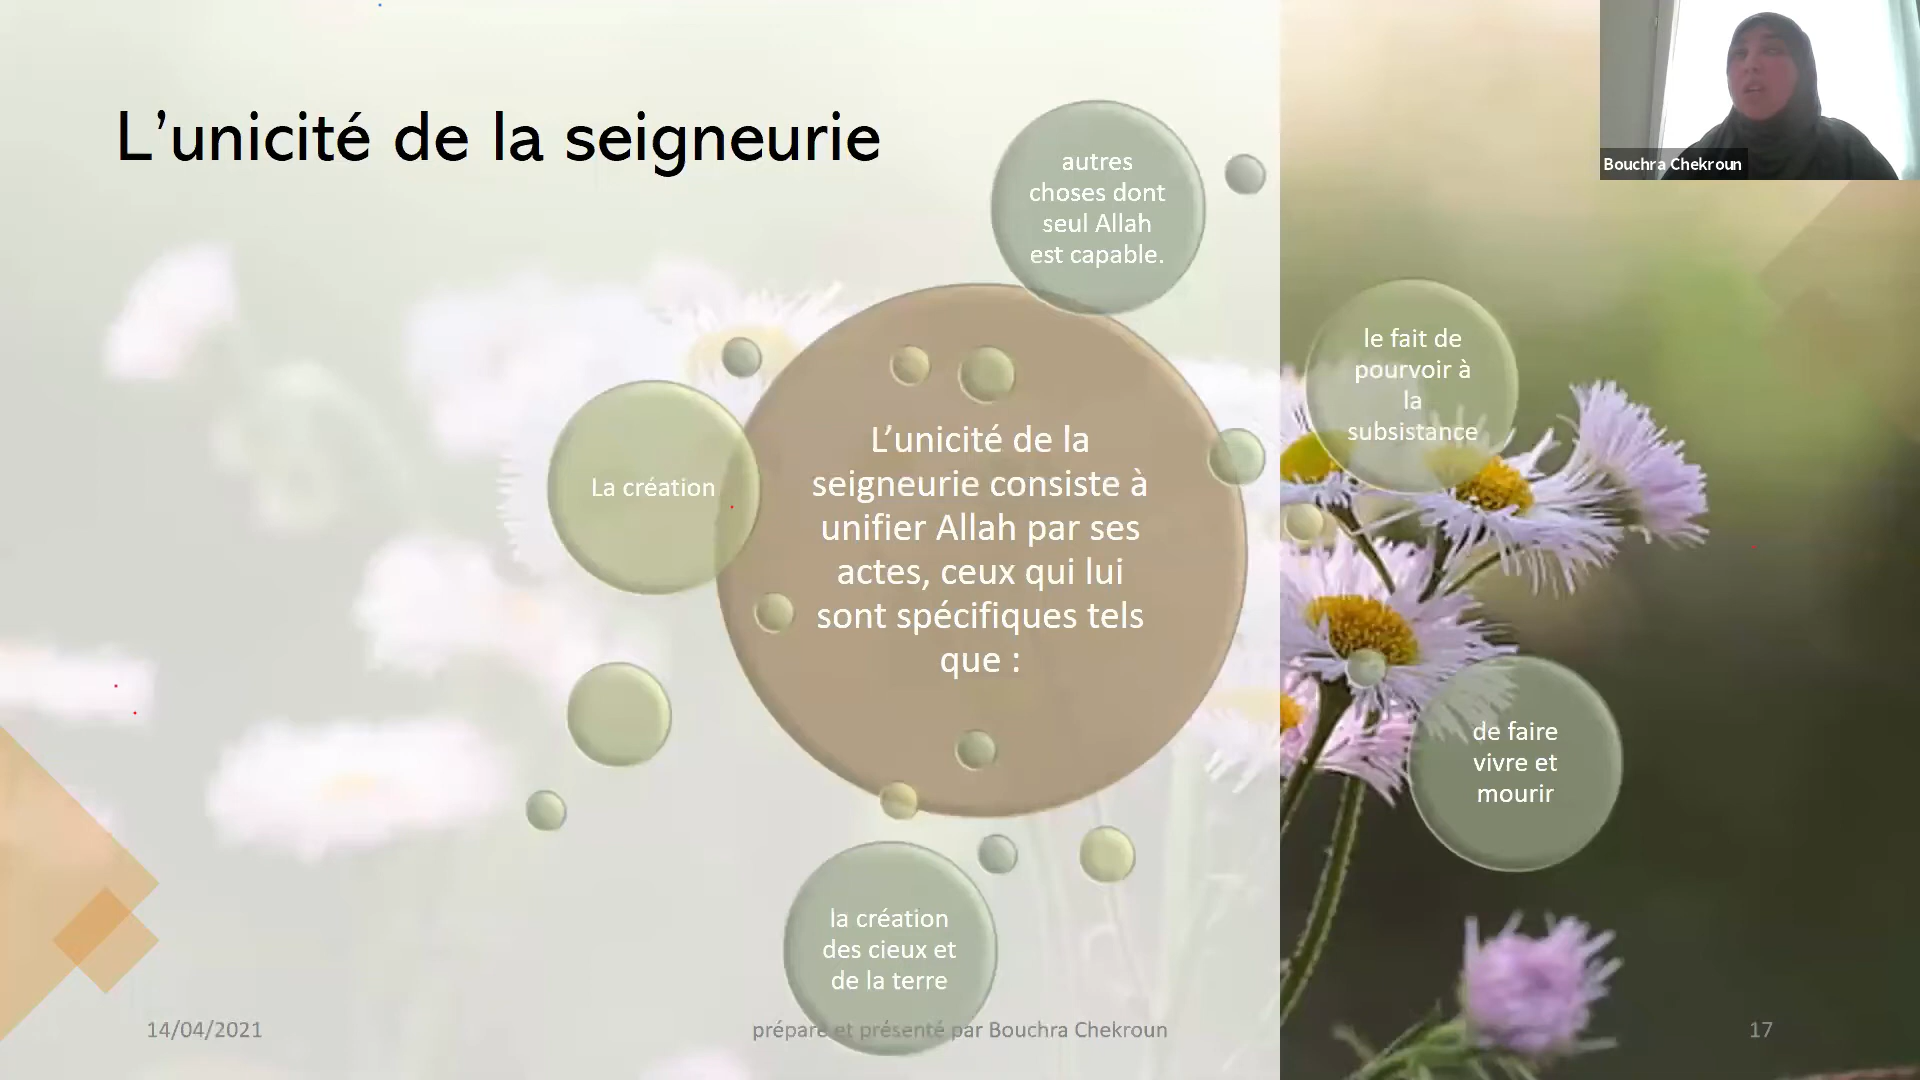 L’unicité de la seigneurie
Bouchra Chekroun
autres
choses dont
seul Allah
est capable.
le fait de
pourvoir à
la
subsistance
La création
L’unicité de la
seigneurie consiste à
unifier Allah par ses
actes, ceux qui lui
sont spécifiques tels
que :
de faire
vivre et
mourir
la création
des cieux et
de la terre
14/04/2021
préparé et présenté par Bouchra Chekroun
17